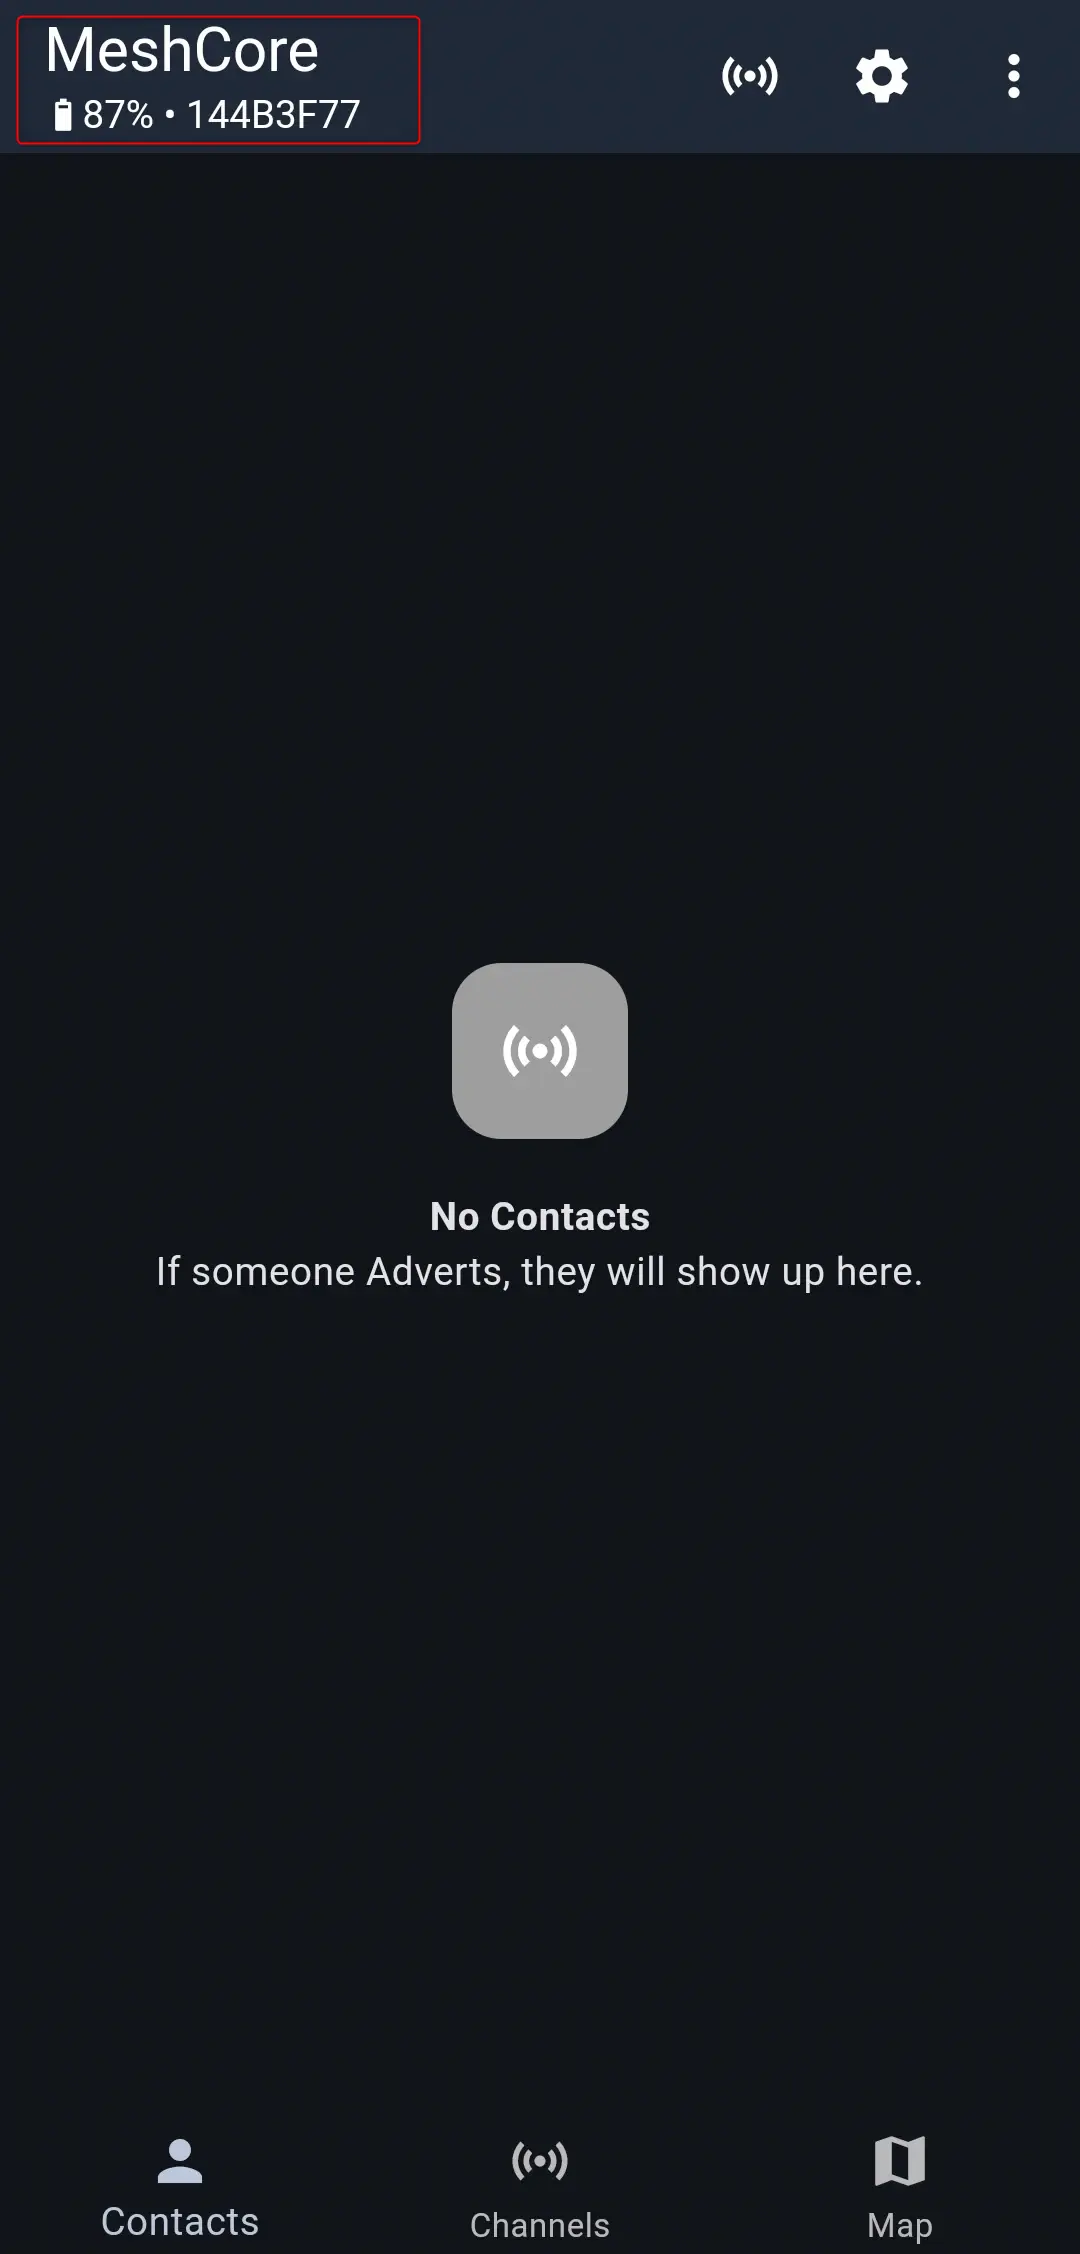 MeshCore
87% • 144B3F77
No Contacts
If someone Adverts, they will show up here.
Contacts
Channels
Map